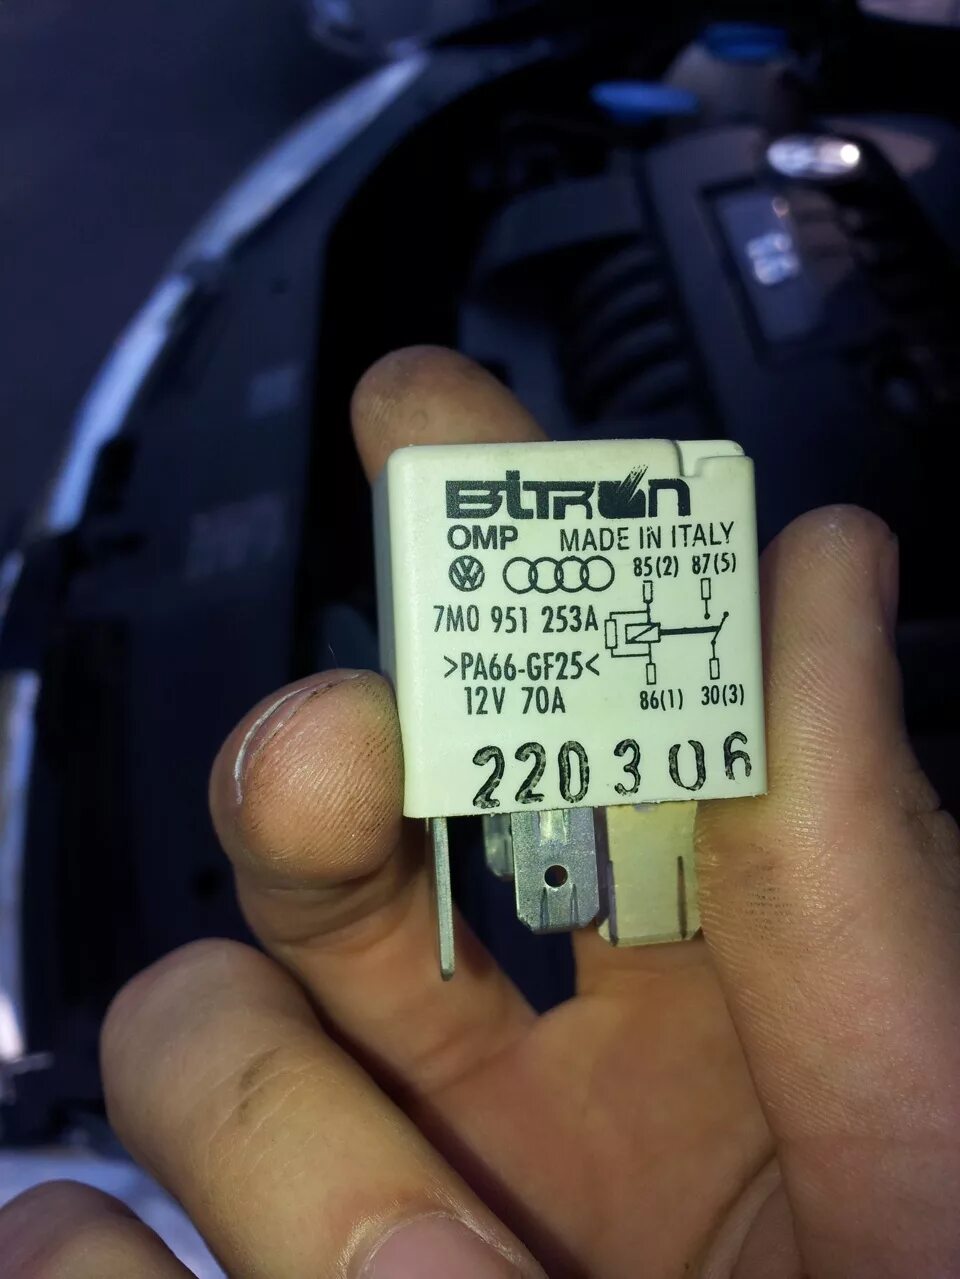 BITRON
OMP MADE IN ITALY
85(2) 87(5)
7M0 951 253A
>PA66-GF25<
12V 70A
86(1) 30(3)
220306